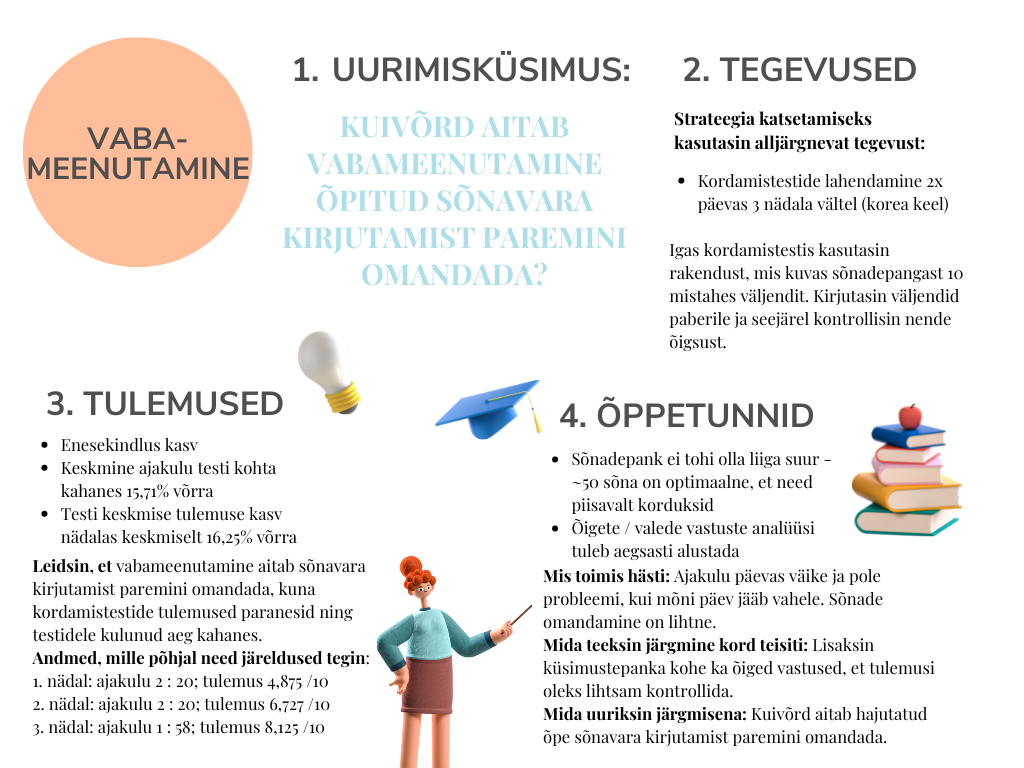 VABA-
MEENUTAMINE
1. UURIMISKÜSIMUS:
KUIVÕRD AITAB
VABAMEENUTAMINE
ÕPITUD SÕNAVARA
KIRJUTAMIST PAREMINI
OMANDADA?
2. TEGEVUSED
Strateegia katsetamiseks
kasutasin alljärgnevat tegevust:
• Kordamistestide lahendamine 2x
päevas 3 nädala vältel (korea keel)
Igas kordamistestis kasutasin
rakendust, mis kuvas sõnadepangast 10
mistahes väljendit. Kirjutasin väljendid
paberile ja seejärel kontrollisin nende
õigsust.
3. TULEMUSED
• Enesekindlus kasv
• Keskmine ajakulu testi kohta
kahanes 15,71% võrra
• Testi keskmise tulemuse kasv
nädalas keskmiselt 16,25% võrra
Leidsin, et vabameenutamine aitab sõnavara
kirjutamist paremini omandada, kuna
kordamistestide tulemused paranesid ning
testidele kulunud aeg kahanes.
Andmed, mille põhjal need järeldused tegin:
1. nädal: ajakulu 2 : 20; tulemus 4,875 /10
2. nädal: ajakulu 2 : 20; tulemus 6,727 /10
3. nädal: ajakulu 1 : 58; tulemus 8,125 /10
4. ÕPPETUNNID
• Sõnadepank ei tohi olla liiga suur -
~50 sõna on optimaalne, et need
piisavalt korduksid
• Õigete / valede vastuste analüüsi
tuleb aegsasti alustada
Mis toimis hästi: Ajakulu päevas väike ja pole
probleemi, kui mõni päev jääb vahele. Sõnade
omandamine on lihtne.
Mida teeksin järgmine kord teisiti: Lisaksin
küsimustepanka kohe ka õiged vastused, et tulemusi
oleks lihtsam kontrollida.
Mida uuriksin järgmisena: Kuivõrd aitab hajutatud
õpe sõnavara kirjutamist paremini omandada.